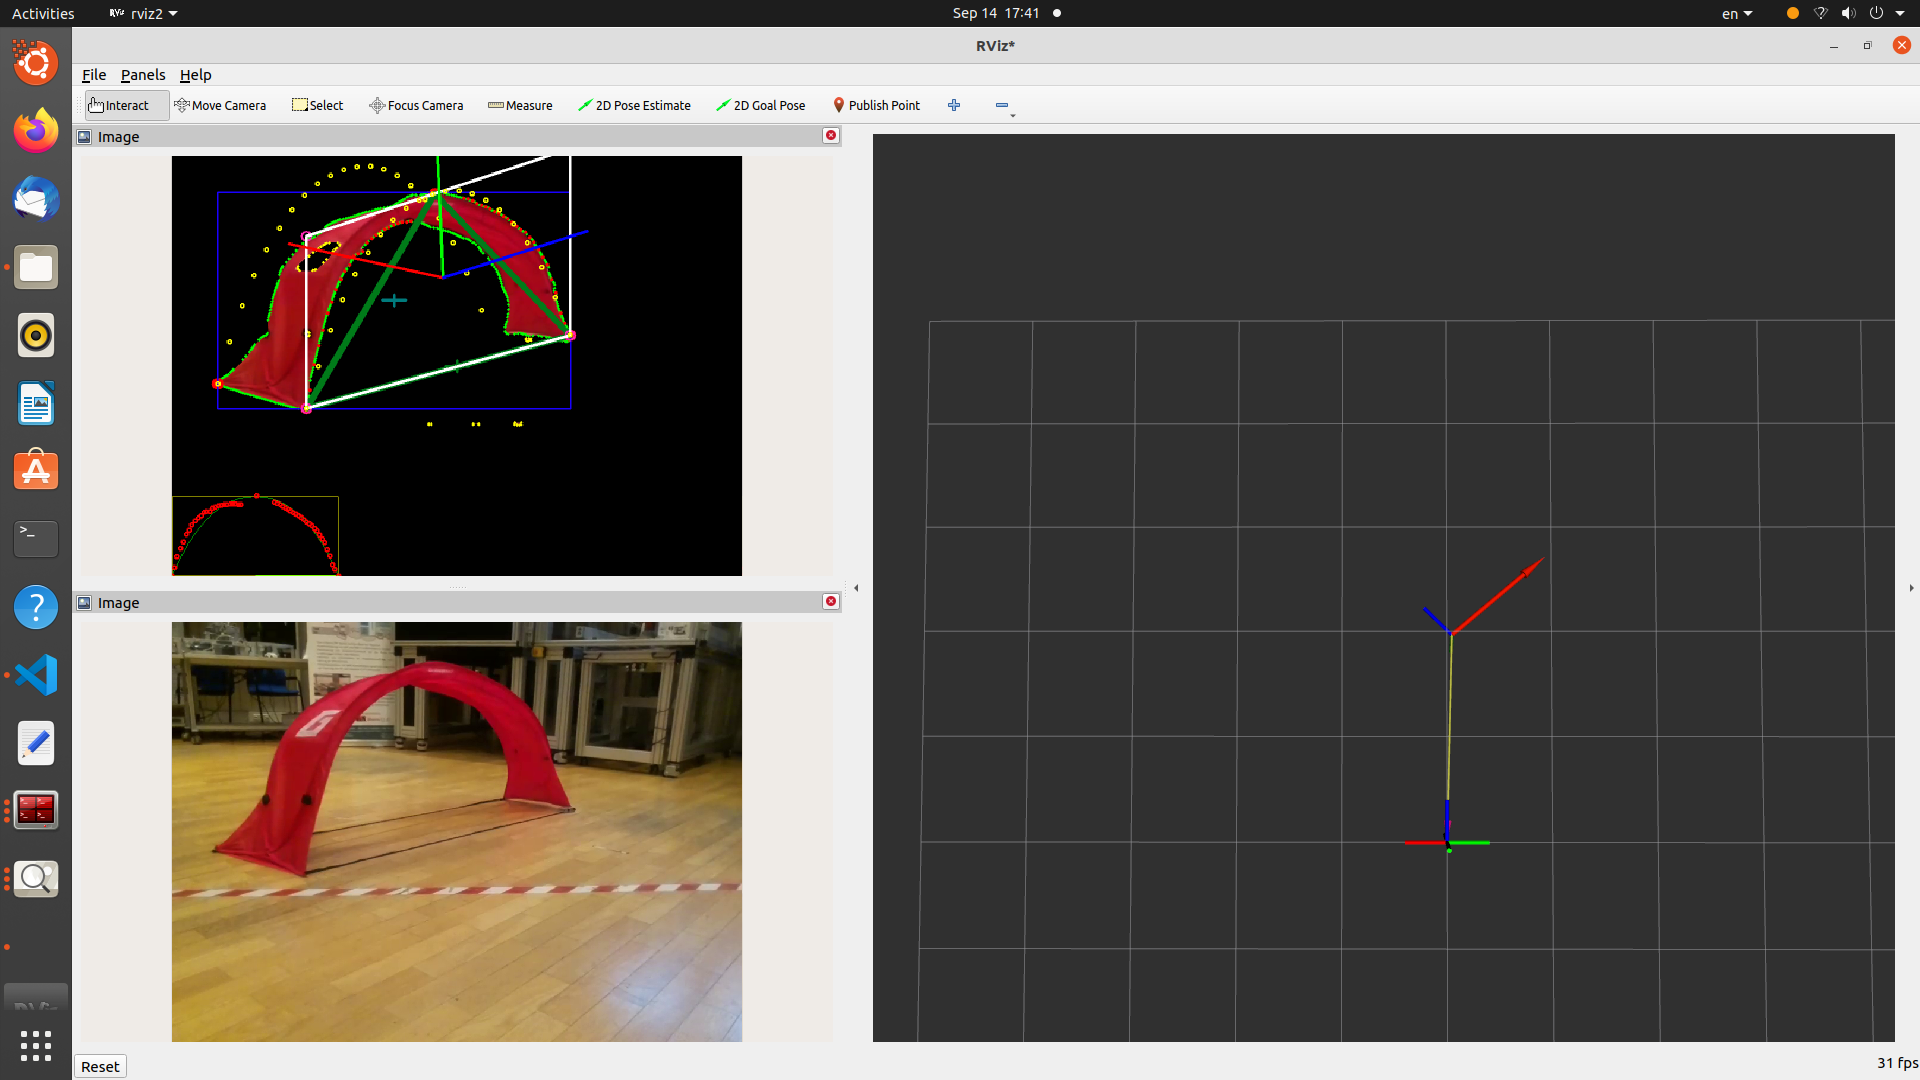 Activities
RViz rviz2
Sep 14 17:41
en
RViz*
File Panels Help
Interact
Move Camera
Select
Focus Camera
Measure
2D Pose Estimate
2D Goal Pose
Publish Point
Image
Image
Reset
31 fps